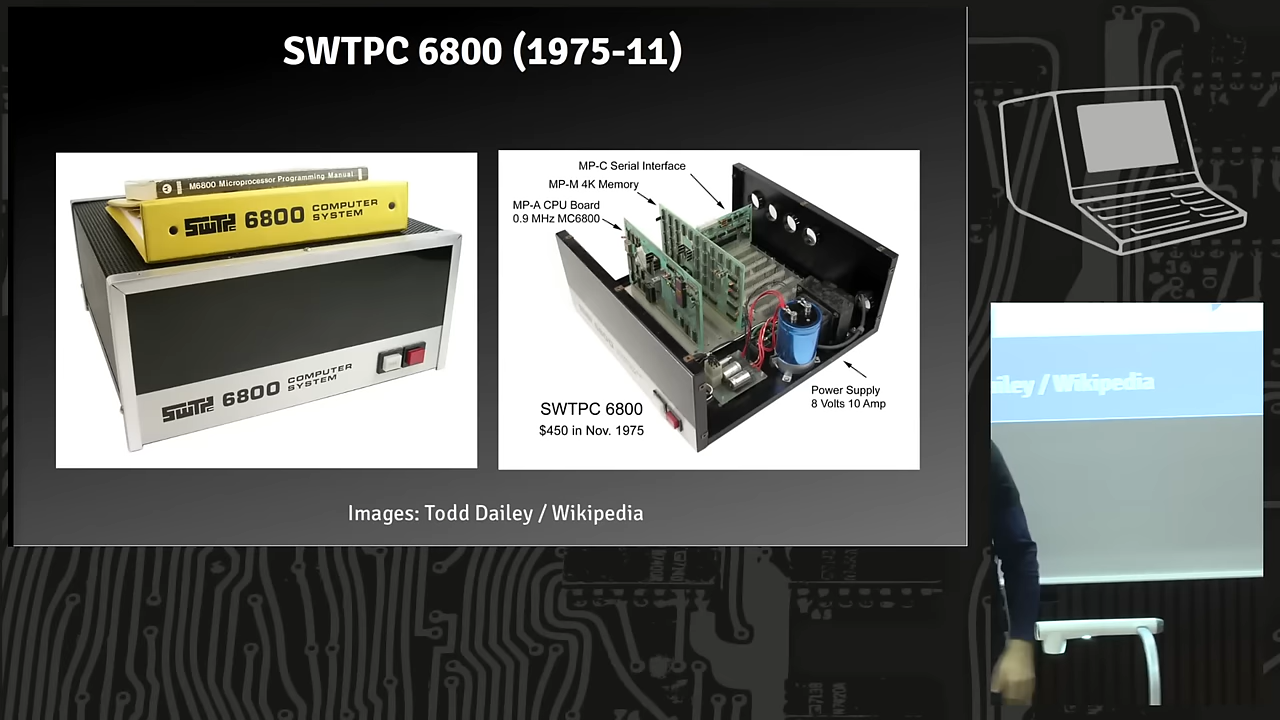 SWTPC 6800 (1975-11)
M6800 Microprocessor Programming Manual
SWTPC 6800 COMPUTER
SYSTEM
SWTPC 6800 COMPUTER
SYSTEM
MP-C Serial Interface
MP-M 4K Memory
MP-A CPU Board
0.9 MHz MC6800
Power Supply
8 Volts 10 Amp
SWTPC 6800
$450 in Nov. 1975
Images: Todd Dailey / Wikipedia
ailey / Wikipedia